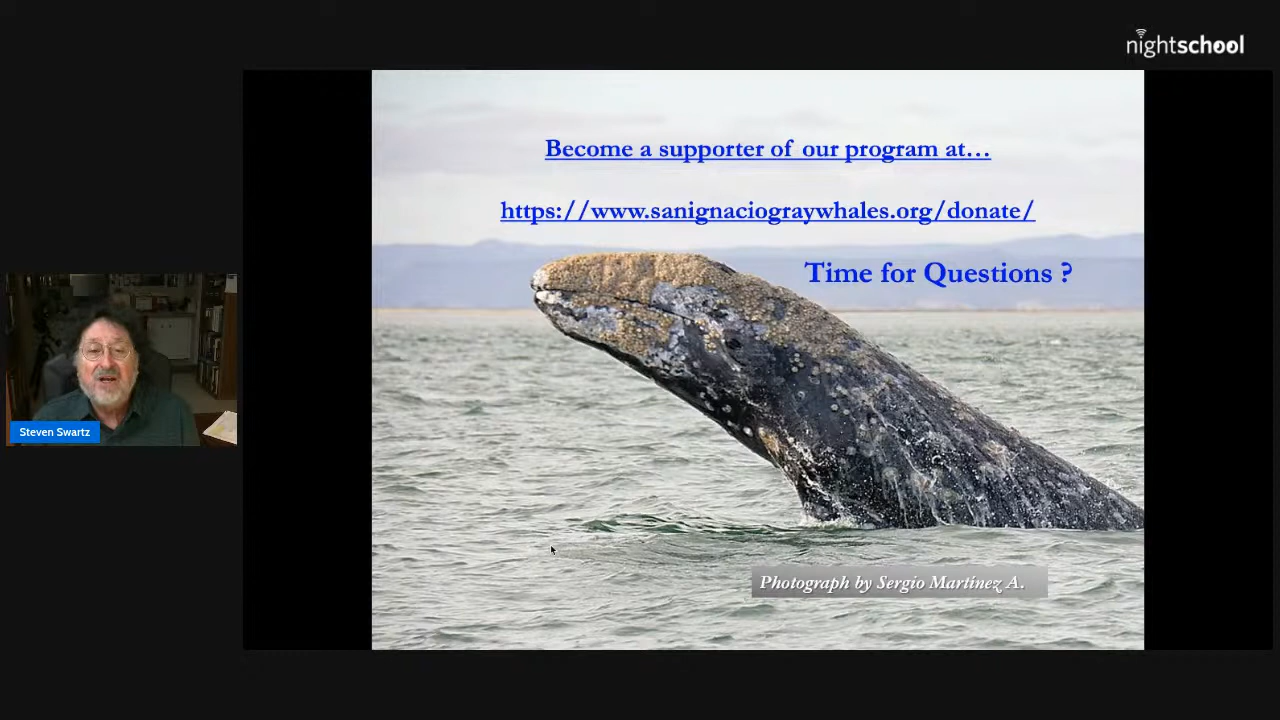 nightschool
Become a supporter of our program at...
https://www.sanignaciograywhales.org/donate/
Time for Questions ?
Steven Swartz
Photograph by Sergio Martínez A.